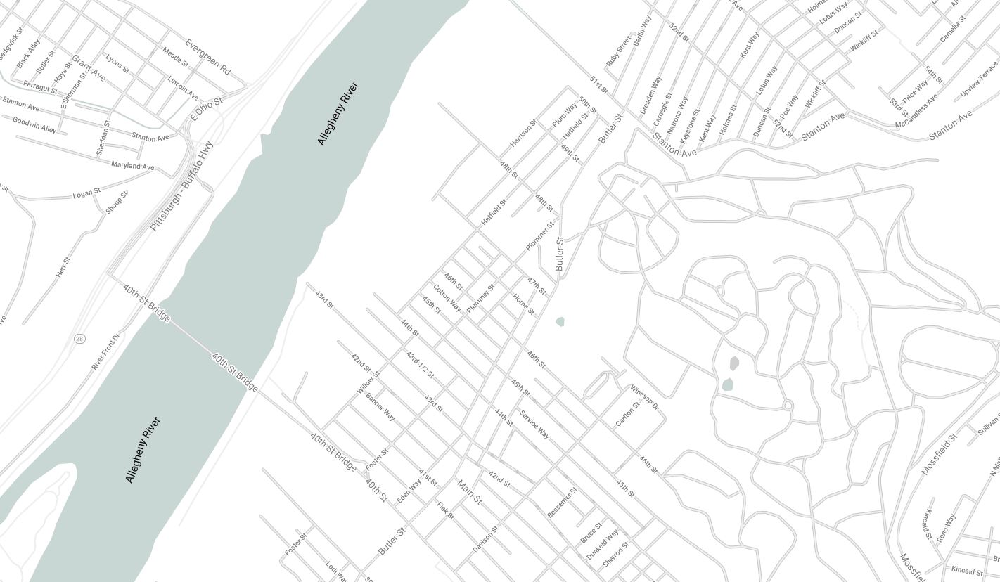 Sedgwick St
Black Alley
Butler St
Hays St
Grant Ave
Lyons St
Meade St
Evergreen Rd
Lincoln Ave
E Ohio St
Farragut St
E Sherman St
Stanton Ave
Goodwin Alley
Sheridan St
Stanton Ave
Maryland Ave
Logan St
Shoup St
Herr St
Pittsburgh - Buffalo Hwy
28
River Front Dr
40th St Bridge
40th St Bridge
40th St Bridge
40th St
Allegheny River
Allegheny River
Ruby Street
Berlin Way
52nd St
Kent Way
Holme
Lotus Way
Duncan St
Wickliff St
Camelia St
54th St
Price Way
53rd St
McCandless Ave
Upview Terrace
51st St
Dresden Way
Carnegie St
Natrona Way
Keystone St
Kent Way
Holmes St
Lotus Way
Duncan St
Poe Way
Wickliff St
52nd St
Stanton Ave
Stanton Ave
Stanton Ave
50th St
Plum Way
Hatfield St
Harrison St
49th St
Butler St
48th St
48th St
Hatfield St
Plummer St
Butler St
47th St
Home St
46th St
Cotton Way
Plummer St
45th St
43rd St
44th St
43rd 1/2 St
42nd St
Willow St
Banner Way
43rd St
46th St
45th St
44th St
Service Way
Winesap Dr
Carlton St
46th St
45th St
Foster St
41st St
Eden Way
Fisk St
Main St
42nd St
Bessemer St
Bruce St
Dunkeld Way
Sherrod St
Davison St
Butler St
Foster St
Lodi Way
Mossfield St
Sullivan S
Kincaid St
Reno Way
Kincaid St
Mossfiel